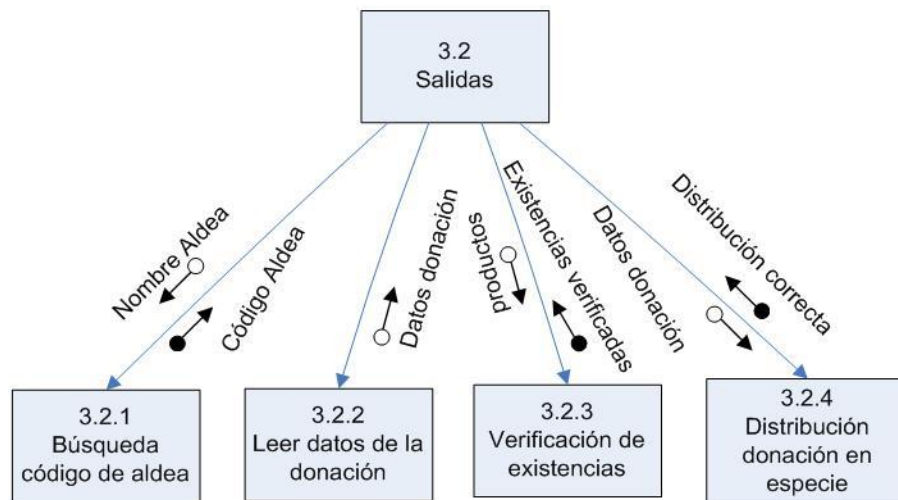 3.2
Salidas
Nombre Aldea
Código Aldea
Datos donación
productos
Existencias verificadas
Datos donación
Distribución correcta
3.2.1
Búsqueda
código de aldea
3.2.2
Leer datos de la
donación
3.2.3
Verificación de
existencias
3.2.4
Distribución
donación en
especie